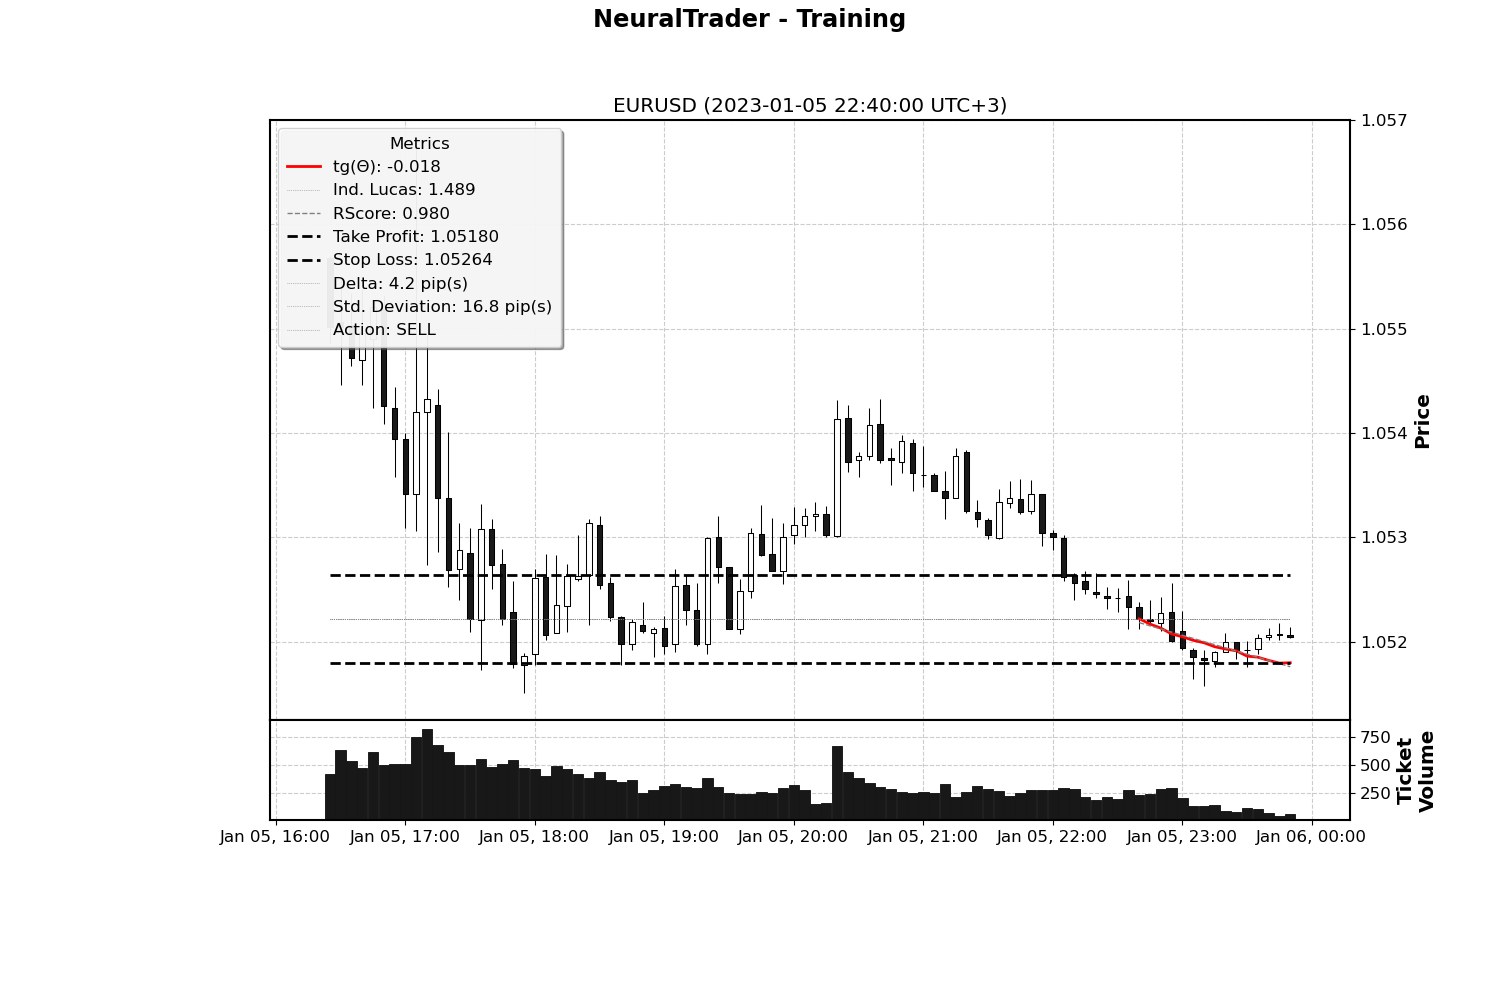 NeuralTrader - Training
EURUSD (2023-01-05 22:40:00 UTC+3)
Metrics
tg(Θ): -0.018
Ind. Lucas: 1.489
RScore: 0.980
Take Profit: 1.05180
Stop Loss: 1.05264
Delta: 4.2 pip(s)
Std. Deviation: 16.8 pip(s)
Action: SELL
1.057
1.056
1.055
1.054
1.053
1.052
Price
750
500
250
Ticket
Volume
Jan 05, 16:00
Jan 05, 17:00
Jan 05, 18:00
Jan 05, 19:00
Jan 05, 20:00
Jan 05, 21:00
Jan 05, 22:00
Jan 05, 23:00
Jan 06, 00:00